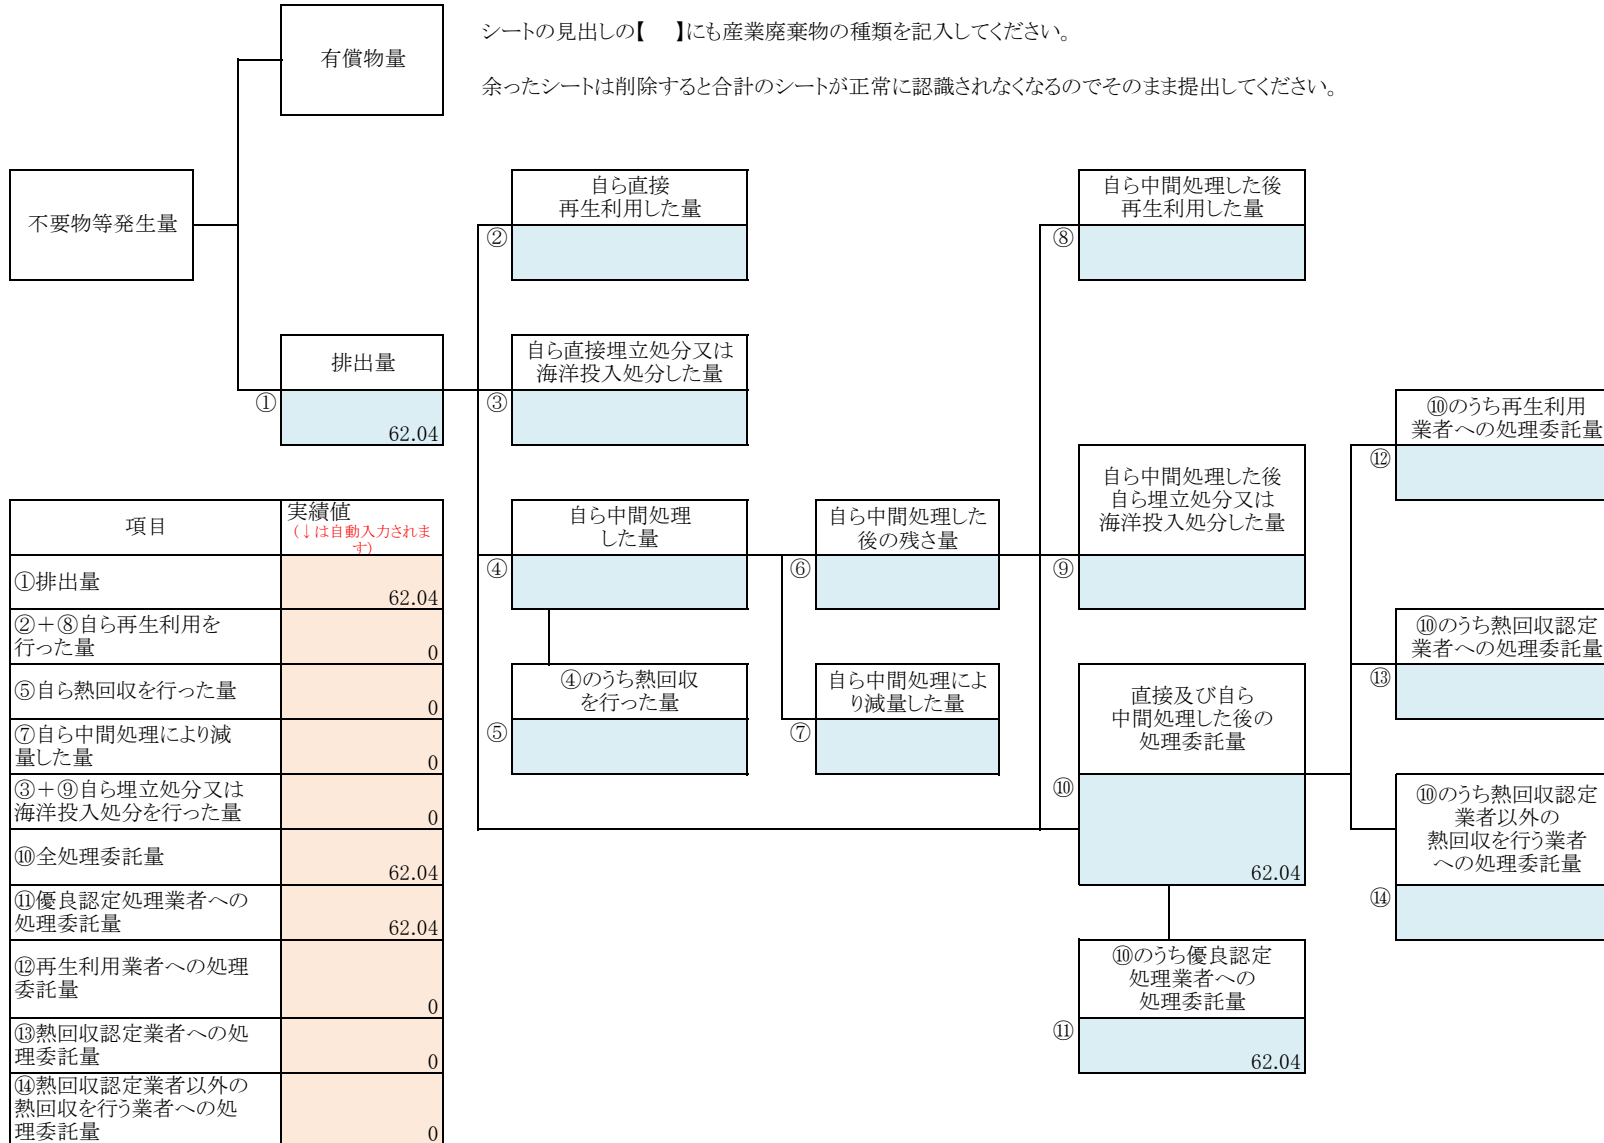 シートの見出しの【　】にも産業廃棄物の種類を記入してください。
有償物量
余ったシートは削除すると合計のシートが正常に認識されなくなるのでそのまま提出してください。
不要物等発生量
自ら直接
再生利用した量
②
自ら中間処理した後
再生利用した量
⑧
排出量
①
62.04
自ら直接埋立処分又は
海洋投入処分した量
③
⑩のうち再生利用
業者への処理委託量
⑫
自ら中間処理した後
自ら埋立処分又は
海洋投入処分した量
⑨
自ら中間処理
した量
④
自ら中間処理した
後の残さ量
⑥
⑩のうち熱回収認定
業者への処理委託量
⑬
④のうち熱回収
を行った量
⑤
自ら中間処理によ
り減量した量
⑦
直接及び自ら
中間処理した後の
処理委託量
⑩
62.04
⑩のうち熱回収認定
業者以外の
熱回収を行う業者
への処理委託量
⑭
⑩のうち優良認定
処理業者への
処理委託量
⑪
62.04
項目
実績値
(↓は自動入力されま
す)
①排出量
62.04
②＋⑧自ら再生利用を
行った量
0
⑤自ら熱回収を行った量
0
⑦自ら中間処理により減
量した量
0
③＋⑨自ら埋立処分又は
海洋投入処分を行った量
0
⑩全処理委託量
62.04
⑪優良認定処理業者への
処理委託量
62.04
⑫再生利用業者への処理
委託量
0
⑬熱回収認定業者への処
理委託量
0
⑭熱回収認定業者以外の
熱回収を行う業者への処
理委託量
0